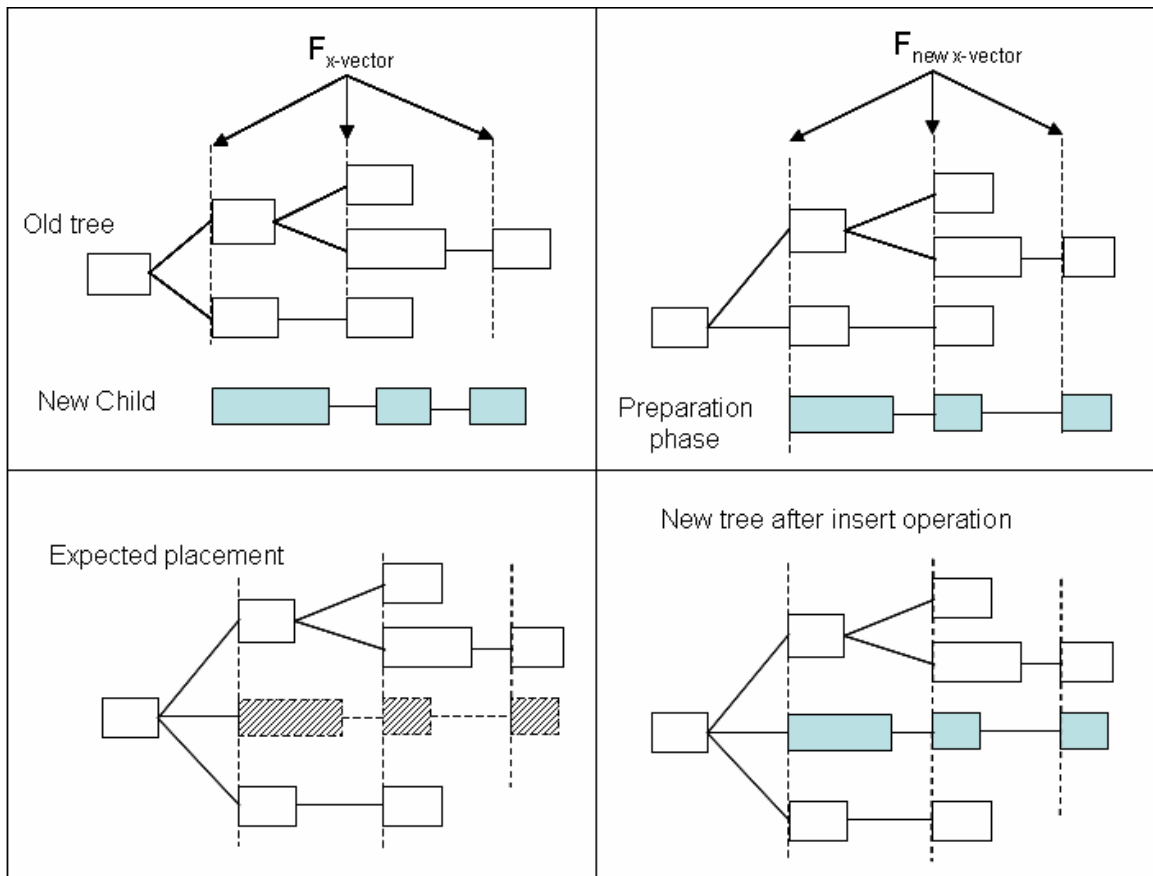 F x-vector
Old tree
New Child
F new x-vector
Preparation
phase
Expected placement
New tree after insert operation